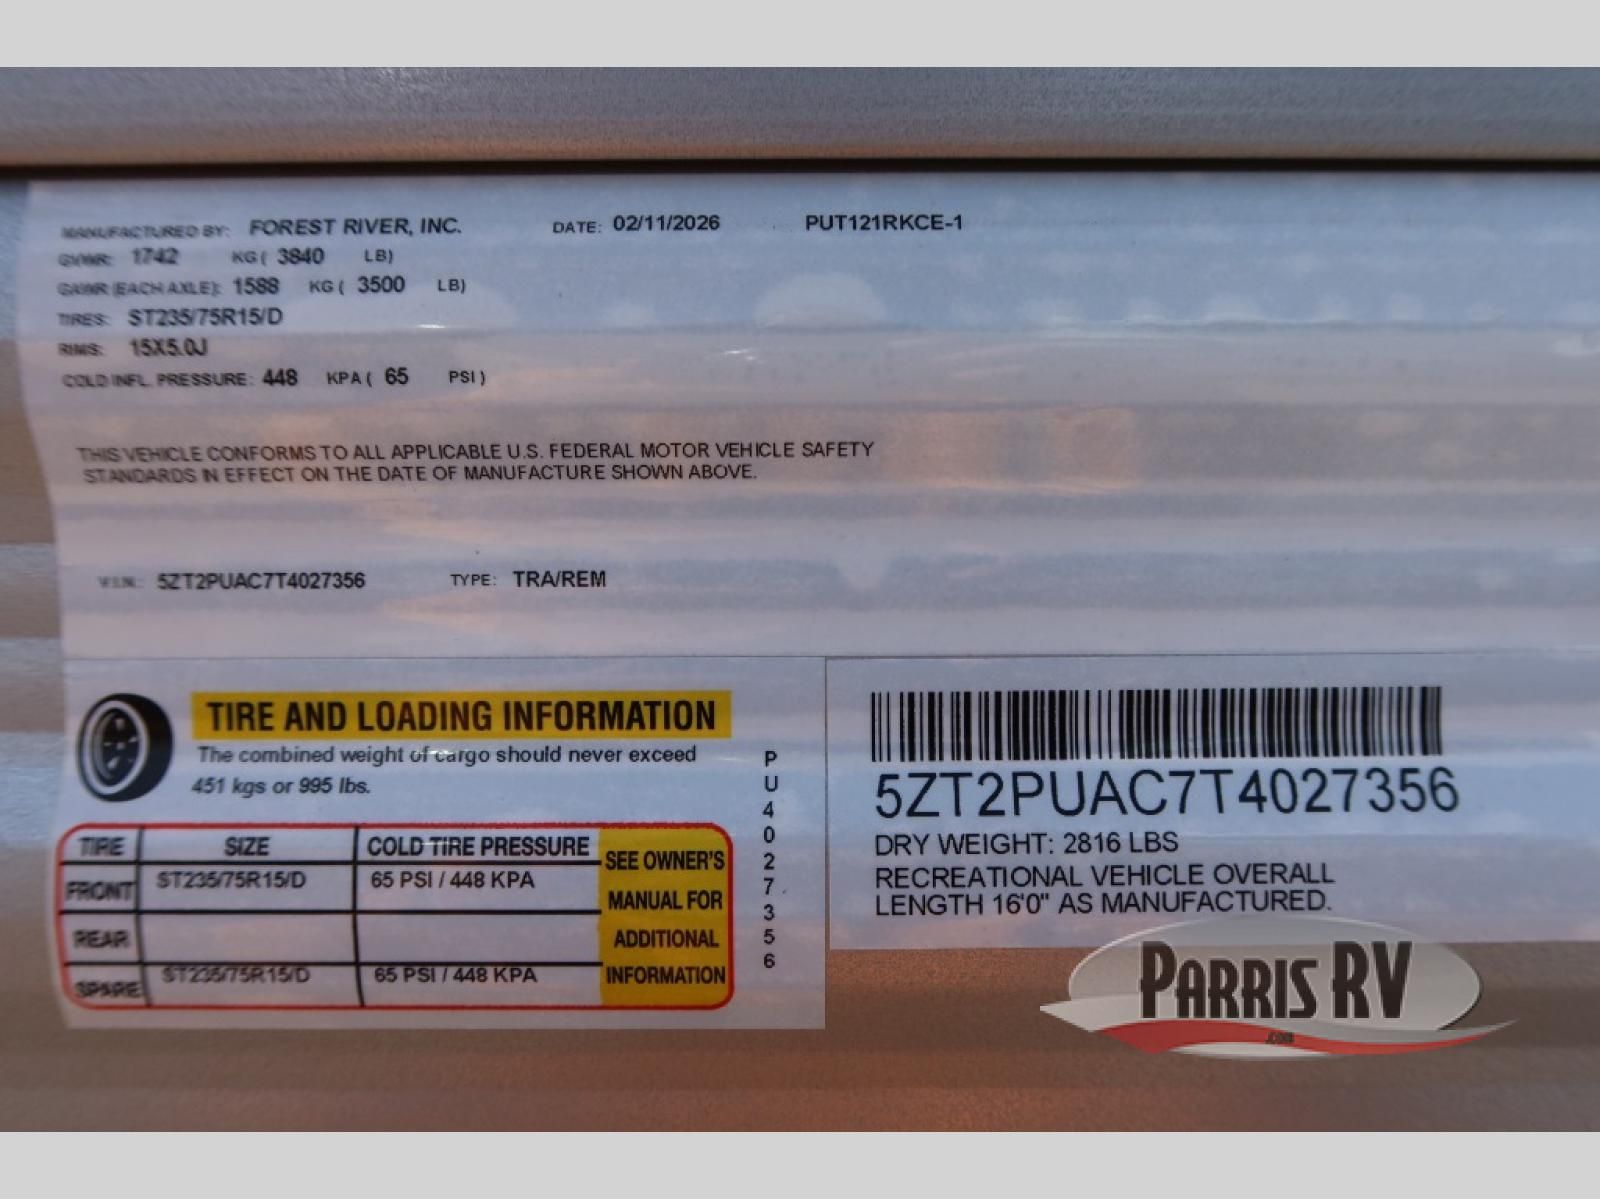 MANUFACTURED BY: FOREST RIVER, INC. DATE: 02/11/2026 PUT121RKCE-1
GVWR: 1742 KG ( 3840 LB)
GAWR (EACH AXLE): 1588 KG ( 3500 LB)
TIRES: ST235/75R15/D
RIMS: 15X5.0J
COLD INFL. PRESSURE: 448 KPA ( 65 PSI )
THIS VEHICLE CONFORMS TO ALL APPLICABLE U.S. FEDERAL MOTOR VEHICLE SAFETY
STANDARDS IN EFFECT ON THE DATE OF MANUFACTURE SHOWN ABOVE.
V.I.N.: 5ZT2PUAC7T4027356 TYPE: TRA/REM
TIRE AND LOADING INFORMATION
The combined weight of cargo should never exceed
451 kgs or 995 lbs.
TIRE SIZE COLD TIRE PRESSURE
FRONT ST235/75R15/D 65 PSI / 448 KPA
REAR
SPARE ST235/75R15/D 65 PSI / 448 KPA
SEE OWNER'S
MANUAL FOR
ADDITIONAL
INFORMATION
PU4027356
5ZT2PUAC7T4027356
DRY WEIGHT: 2816 LBS
RECREATIONAL VEHICLE OVERALL
LENGTH 16'0" AS MANUFACTURED.
PARRIS RV
.COM